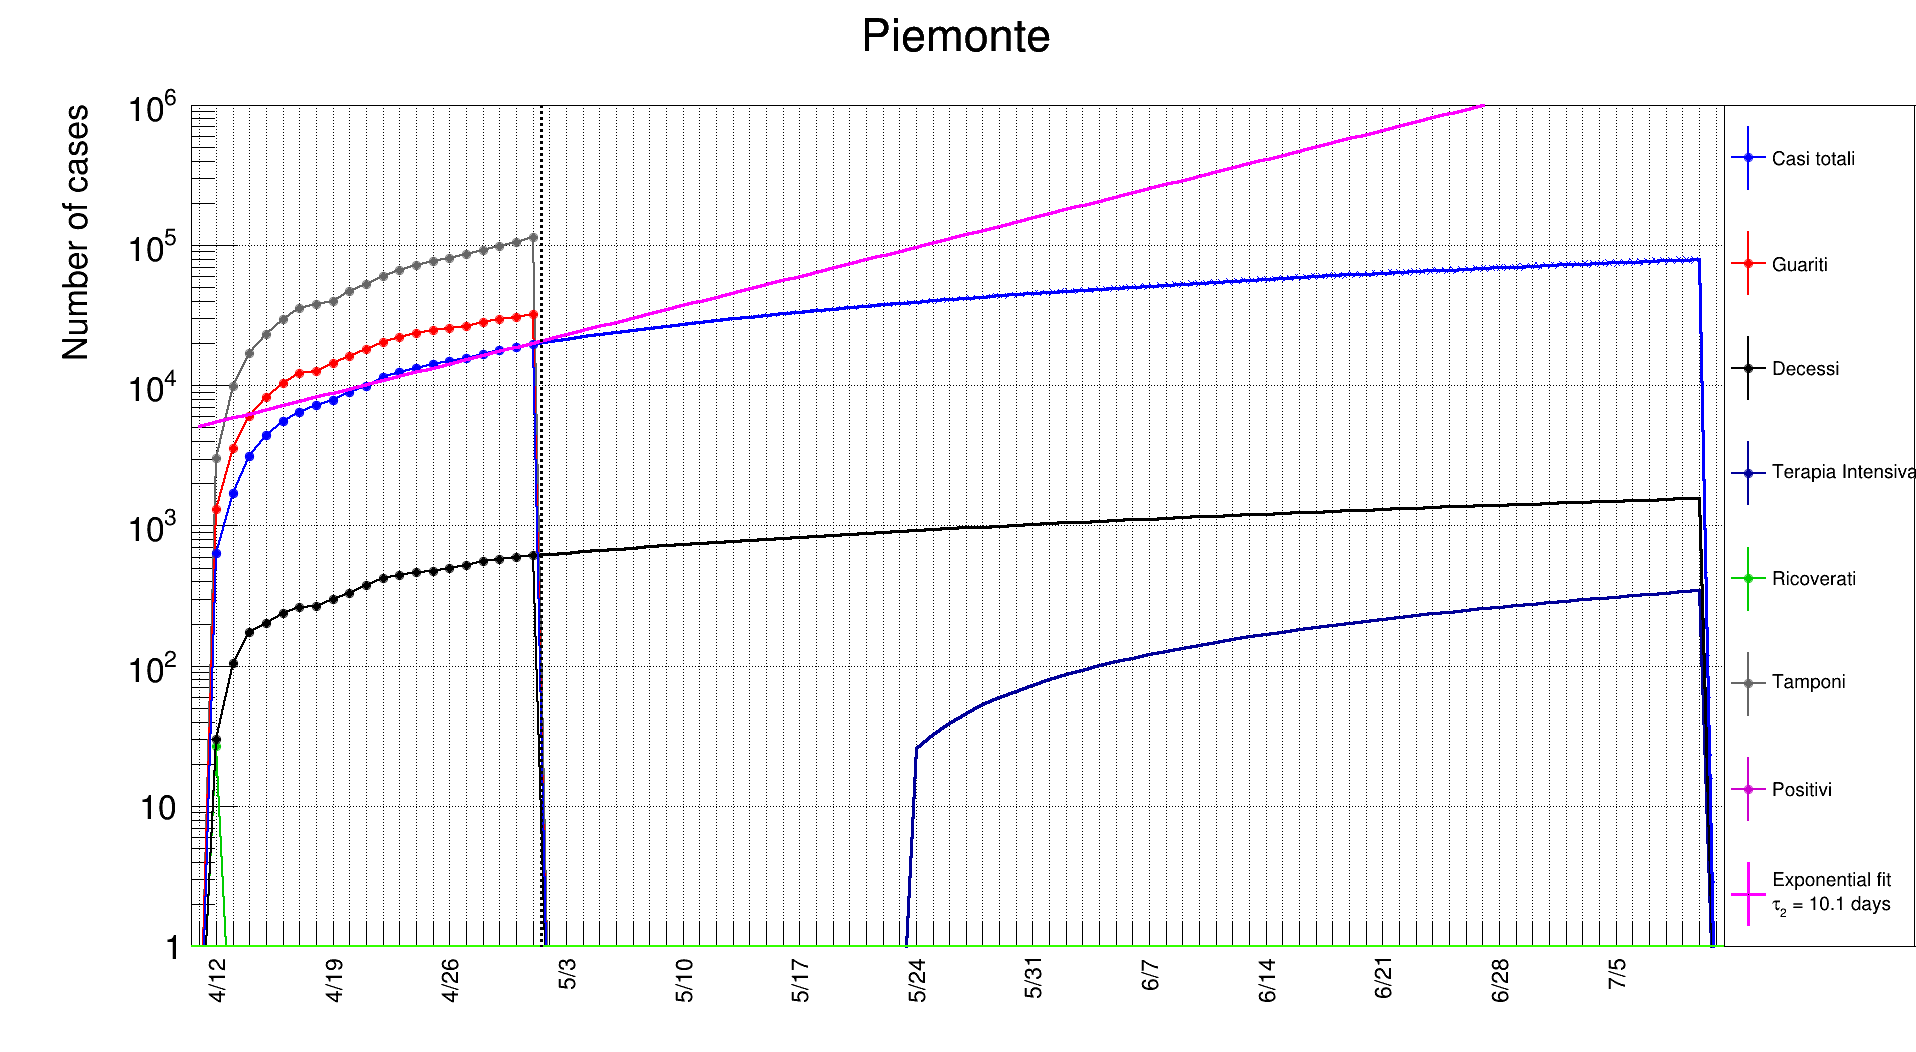 Piemonte
Number of cases
10^6
10^5
10^4
10^3
10^2
10
1
4/12
4/19
4/26
5/3
5/10
5/17
5/24
5/31
6/7
6/14
6/21
6/28
7/5
Casi totali
Guariti
Decessi
Terapia Intensiva
Ricoverati
Tamponi
Positivi
Exponential fit
τ₂ = 10.1 days